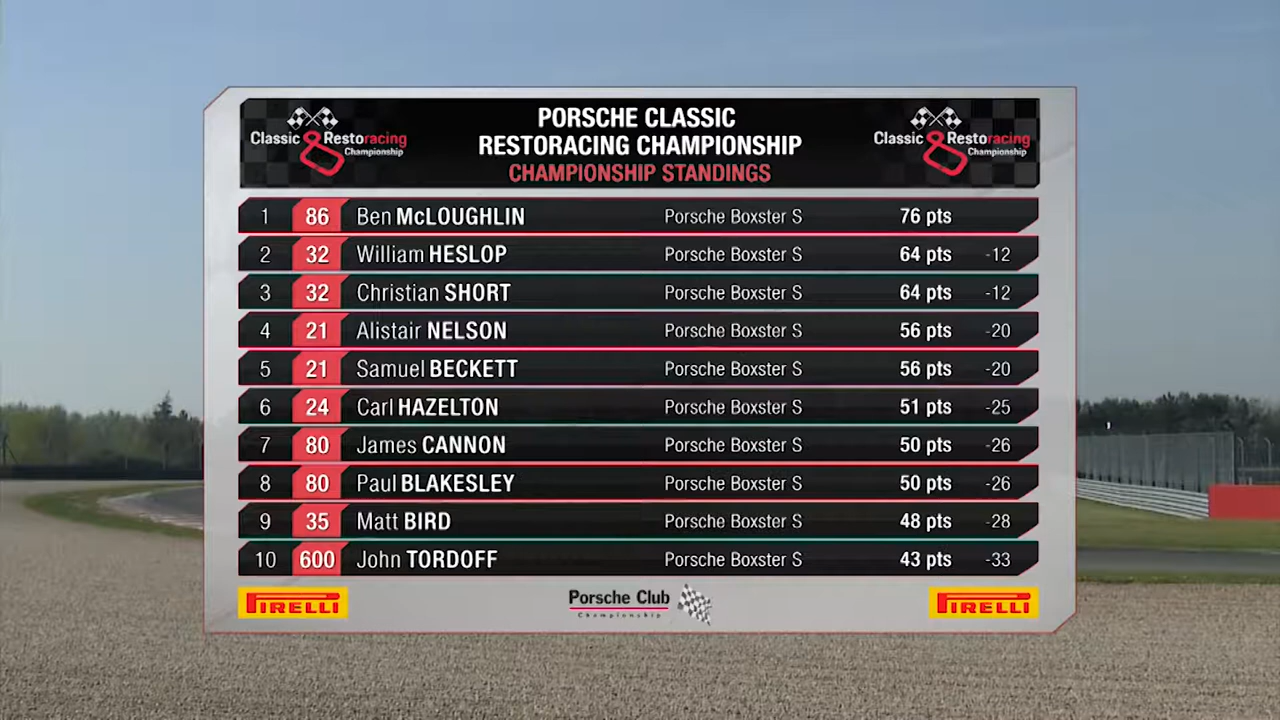 Classic Restoracing Championship
PORSCHE CLASSIC
RESTORACING CHAMPIONSHIP
CHAMPIONSHIP STANDINGS
Classic Restoracing Championship
1 86 Ben McLOUGHLIN Porsche Boxster S 76 pts
2 32 William HESLOP Porsche Boxster S 64 pts -12
3 32 Christian SHORT Porsche Boxster S 64 pts -12
4 21 Alistair NELSON Porsche Boxster S 56 pts -20
5 21 Samuel BECKETT Porsche Boxster S 56 pts -20
6 24 Carl HAZELTON Porsche Boxster S 51 pts -25
7 80 James CANNON Porsche Boxster S 50 pts -26
8 80 Paul BLAKESLEY Porsche Boxster S 50 pts -26
9 35 Matt BIRD Porsche Boxster S 48 pts -28
10 600 John TORDOFF Porsche Boxster S 43 pts -33
PIRELLI
Porsche Club
Championship
PIRELLI